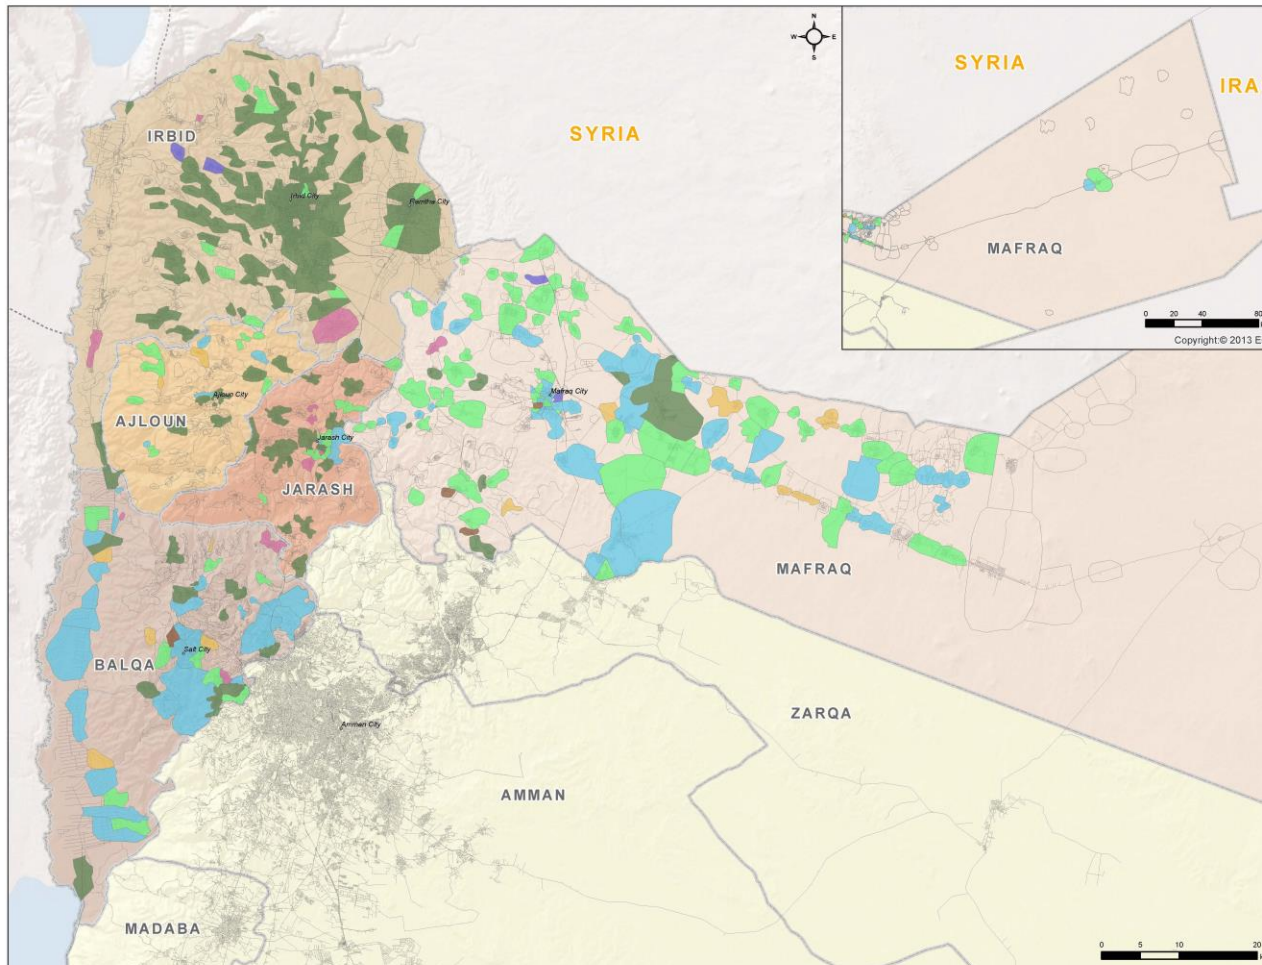 N
W E
S
SYRIA
IRA
MAFRAQ
0 20 40 80
Copyright:© 2013 E
IRBID
SYRIA
Irbid City
Ramtha City
AJLOUN
Ajloun City
Mafraq City
Jarash City
JARASH
MAFRAQ
BALQA
Salt City
ZARQA
Amman City
AMMAN
MADABA
0 5 10 20